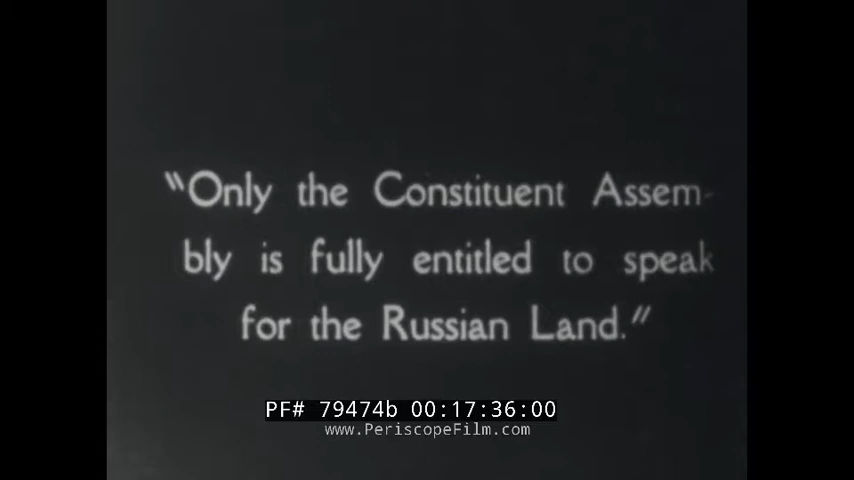 "Only the Constituent Assem-
bly is fully entitled to speak
for the Russian Land."
PF# 79474b 00:17:36:00
www.PeriscopeFilm.com